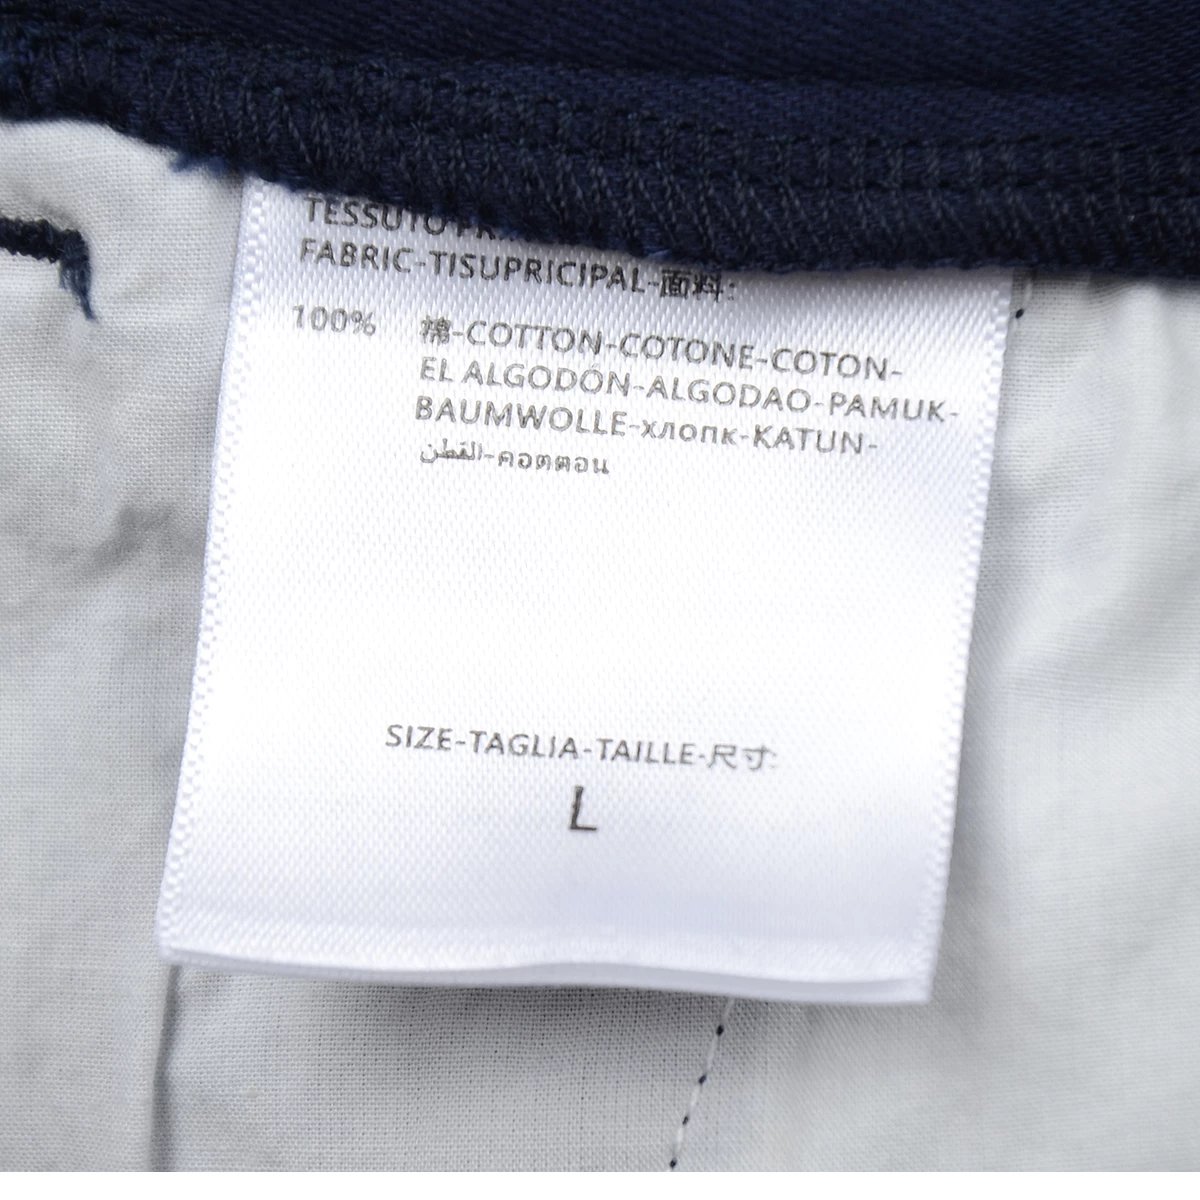 TESSUTO
FABRIC-TISUPRICIPAL-面料:
100% 棉-COTTON-COTONE-COTON-
EL ALGODÓN-ALGODAO-PAMUK-
BAUMWOLLE-хлопк-KATUN-
القطن-คอตตอน
SIZE-TAGLIA-TAILLE-尺寸:
L